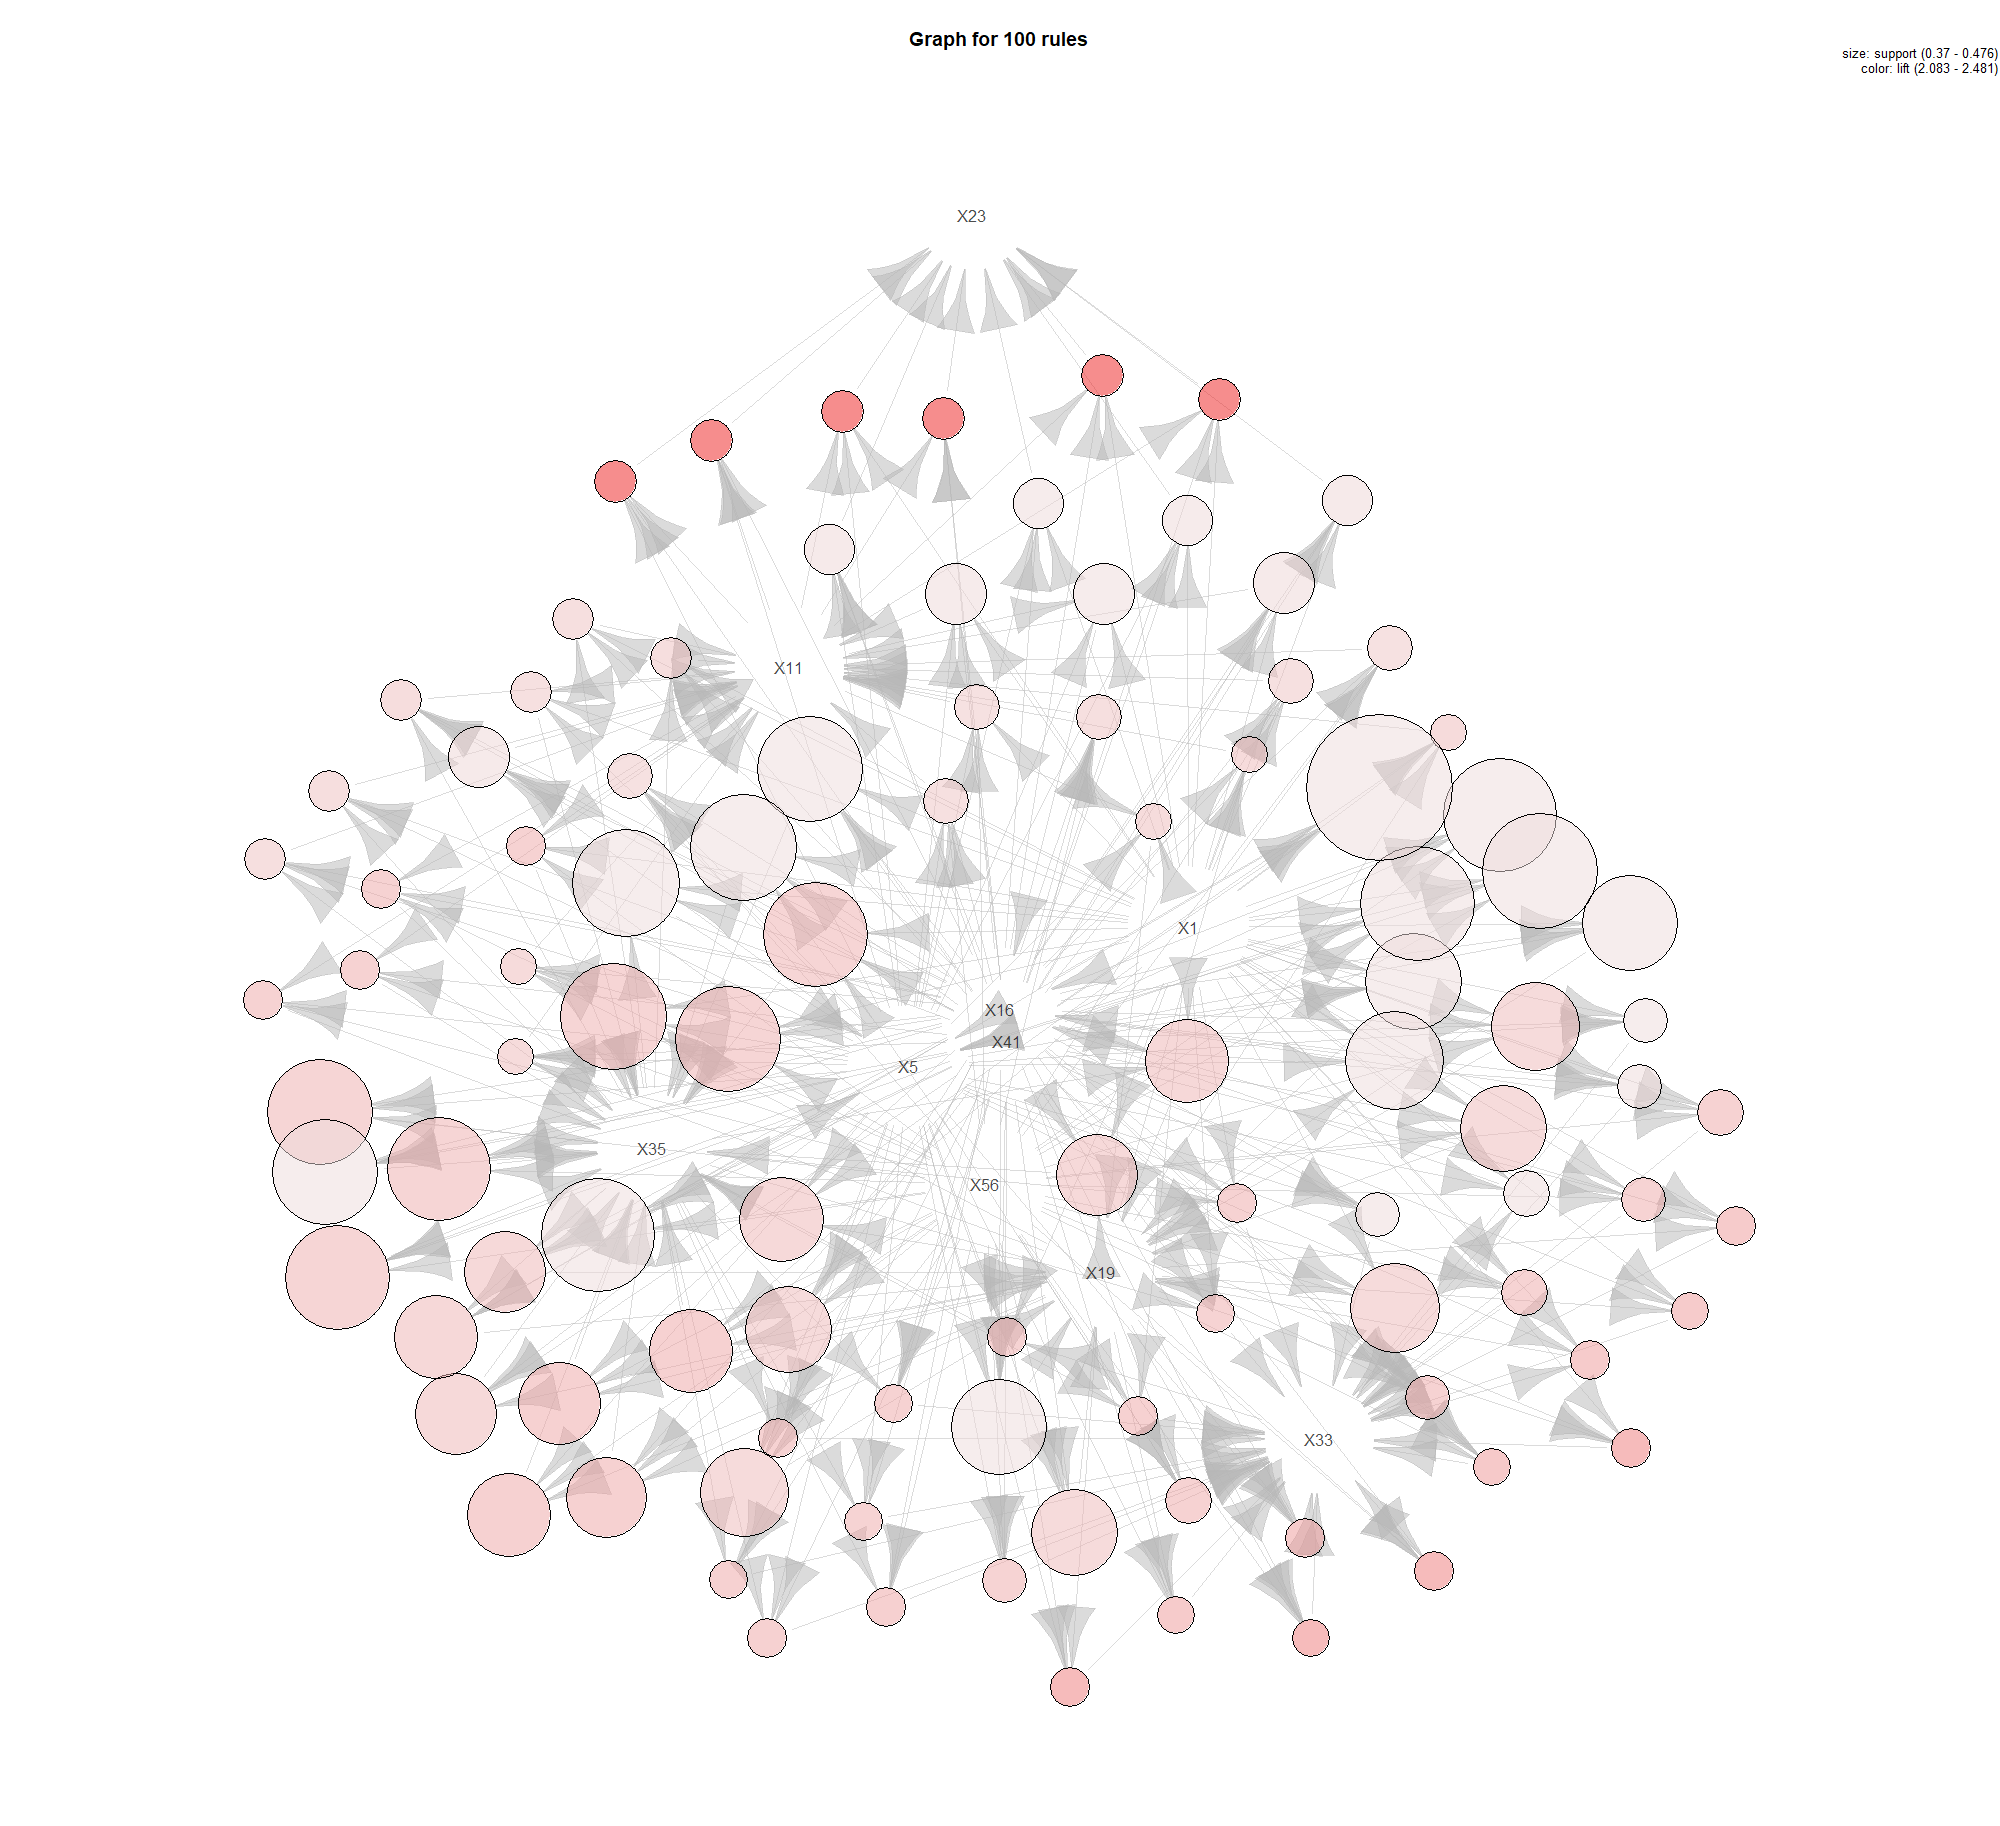 Graph for 100 rules
size: support (0.37 - 0.476)
color: lift (2.083 - 2.481)
X23
X11
X1
X16
X41
X5
X35
X56
X19
X33